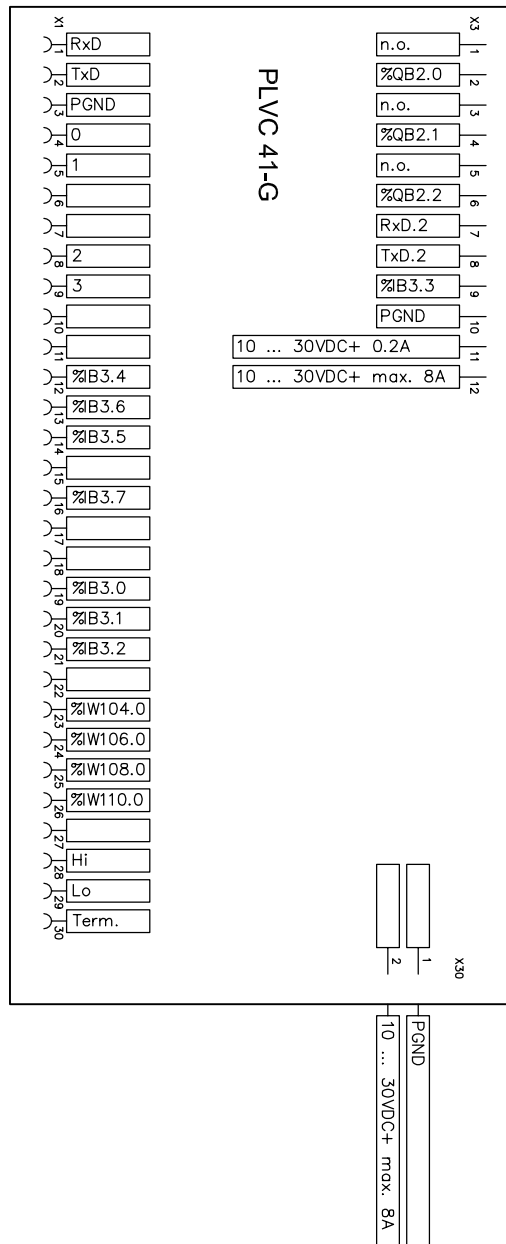 X1
1 RxD
2 TxD
3 PGND
4 0
5 1
6
7
8 2
9 3
10
11
12 %IB3.4
13 %IB3.6
14 %IB3.5
15
16 %IB3.7
17
18
19 %IB3.0
20 %IB3.1
21 %IB3.2
22
23 %IW104.0
24 %IW106.0
25 %IW108.0
26 %IW110.0
27
28 Hi
29 Lo
30 Term.
PLVC 41-G
X3
n.o. 1
%QB2.0 2
n.o. 3
%QB2.1 4
n.o. 5
%QB2.2 6
RxD.2 7
TxD.2 8
%IB3.3 9
PGND 10
10 ... 30VDC+ 0.2A 11
10 ... 30VDC+ max. 8A 12
X30
1 PGND
2 10 ... 30VDC+ max. 8A